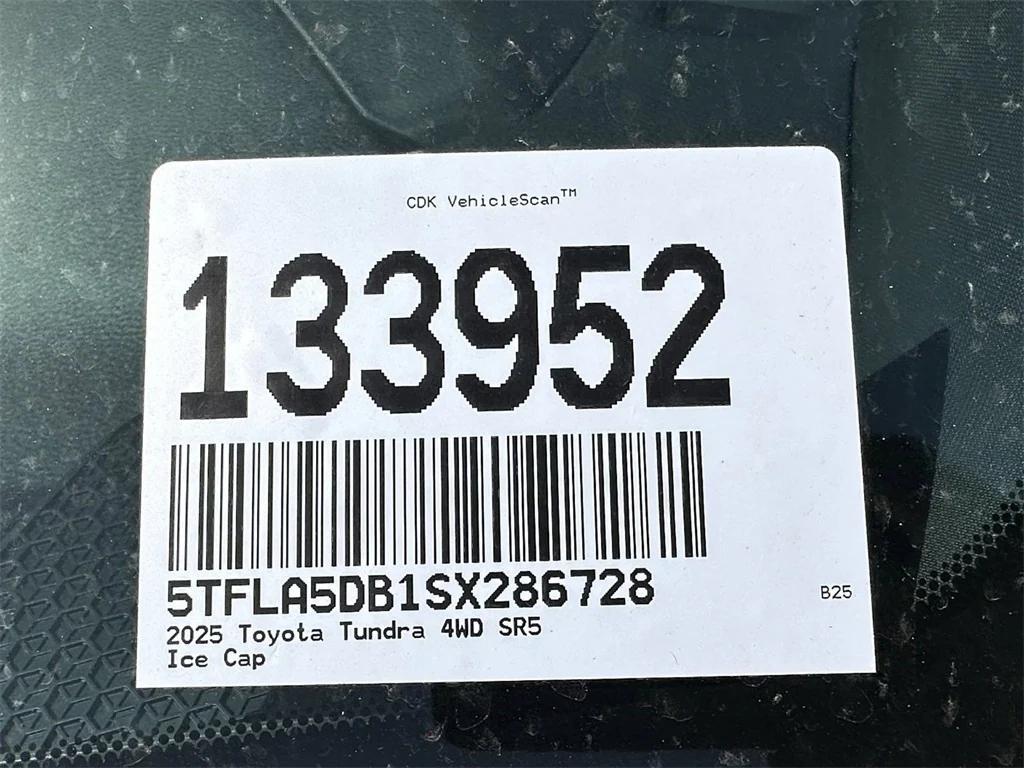 CDK VehicleScan™
133952
5TFLA5DB1SX286728
B25
2025 Toyota Tundra 4WD SR5
Ice Cap